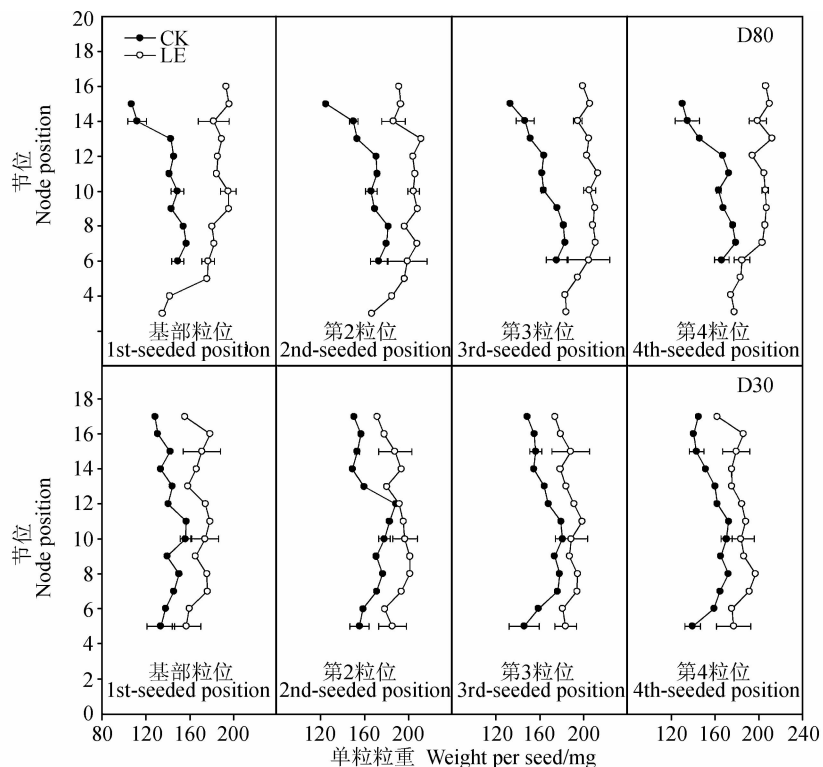 20
CK
LE
D80
18
16
14
12
10
8
6
4
节位
Node position
基部粒位
1st-seeded position
第2粒位
2nd-seeded position
第3粒位
3rd-seeded position
第4粒位
4th-seeded position
D30
18
16
14
12
10
8
6
4
2
0
节位
Node position
基部粒位
1st-seeded position
第2粒位
2nd-seeded position
第3粒位
3rd-seeded position
第4粒位
4th-seeded position
80 120 160 200 120 160 200 120 160 200 120 160 200 240
单粒粒重 Weight per seed/mg